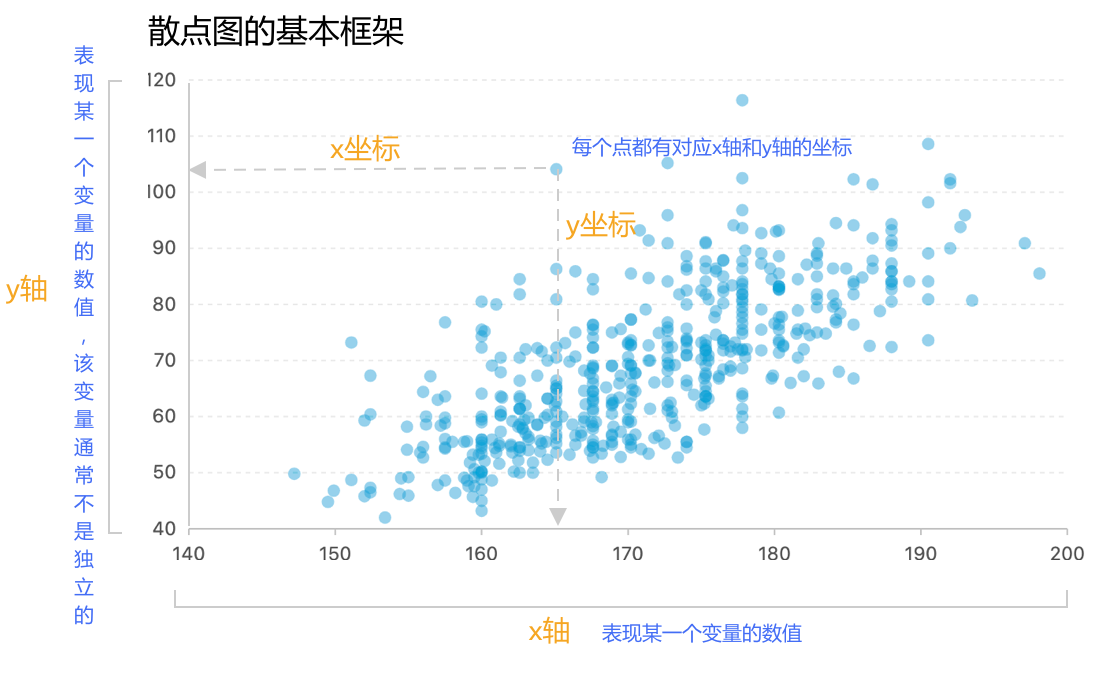 散点图的基本框架
表现某一个变量的数值,该变量通常不是独立的
y轴
120
110
100
90
80
70
60
50
40
x坐标
每个点都有对应x轴和y轴的坐标
y坐标
140 150 160 170 180 190 200
x轴 表现某一个变量的数值